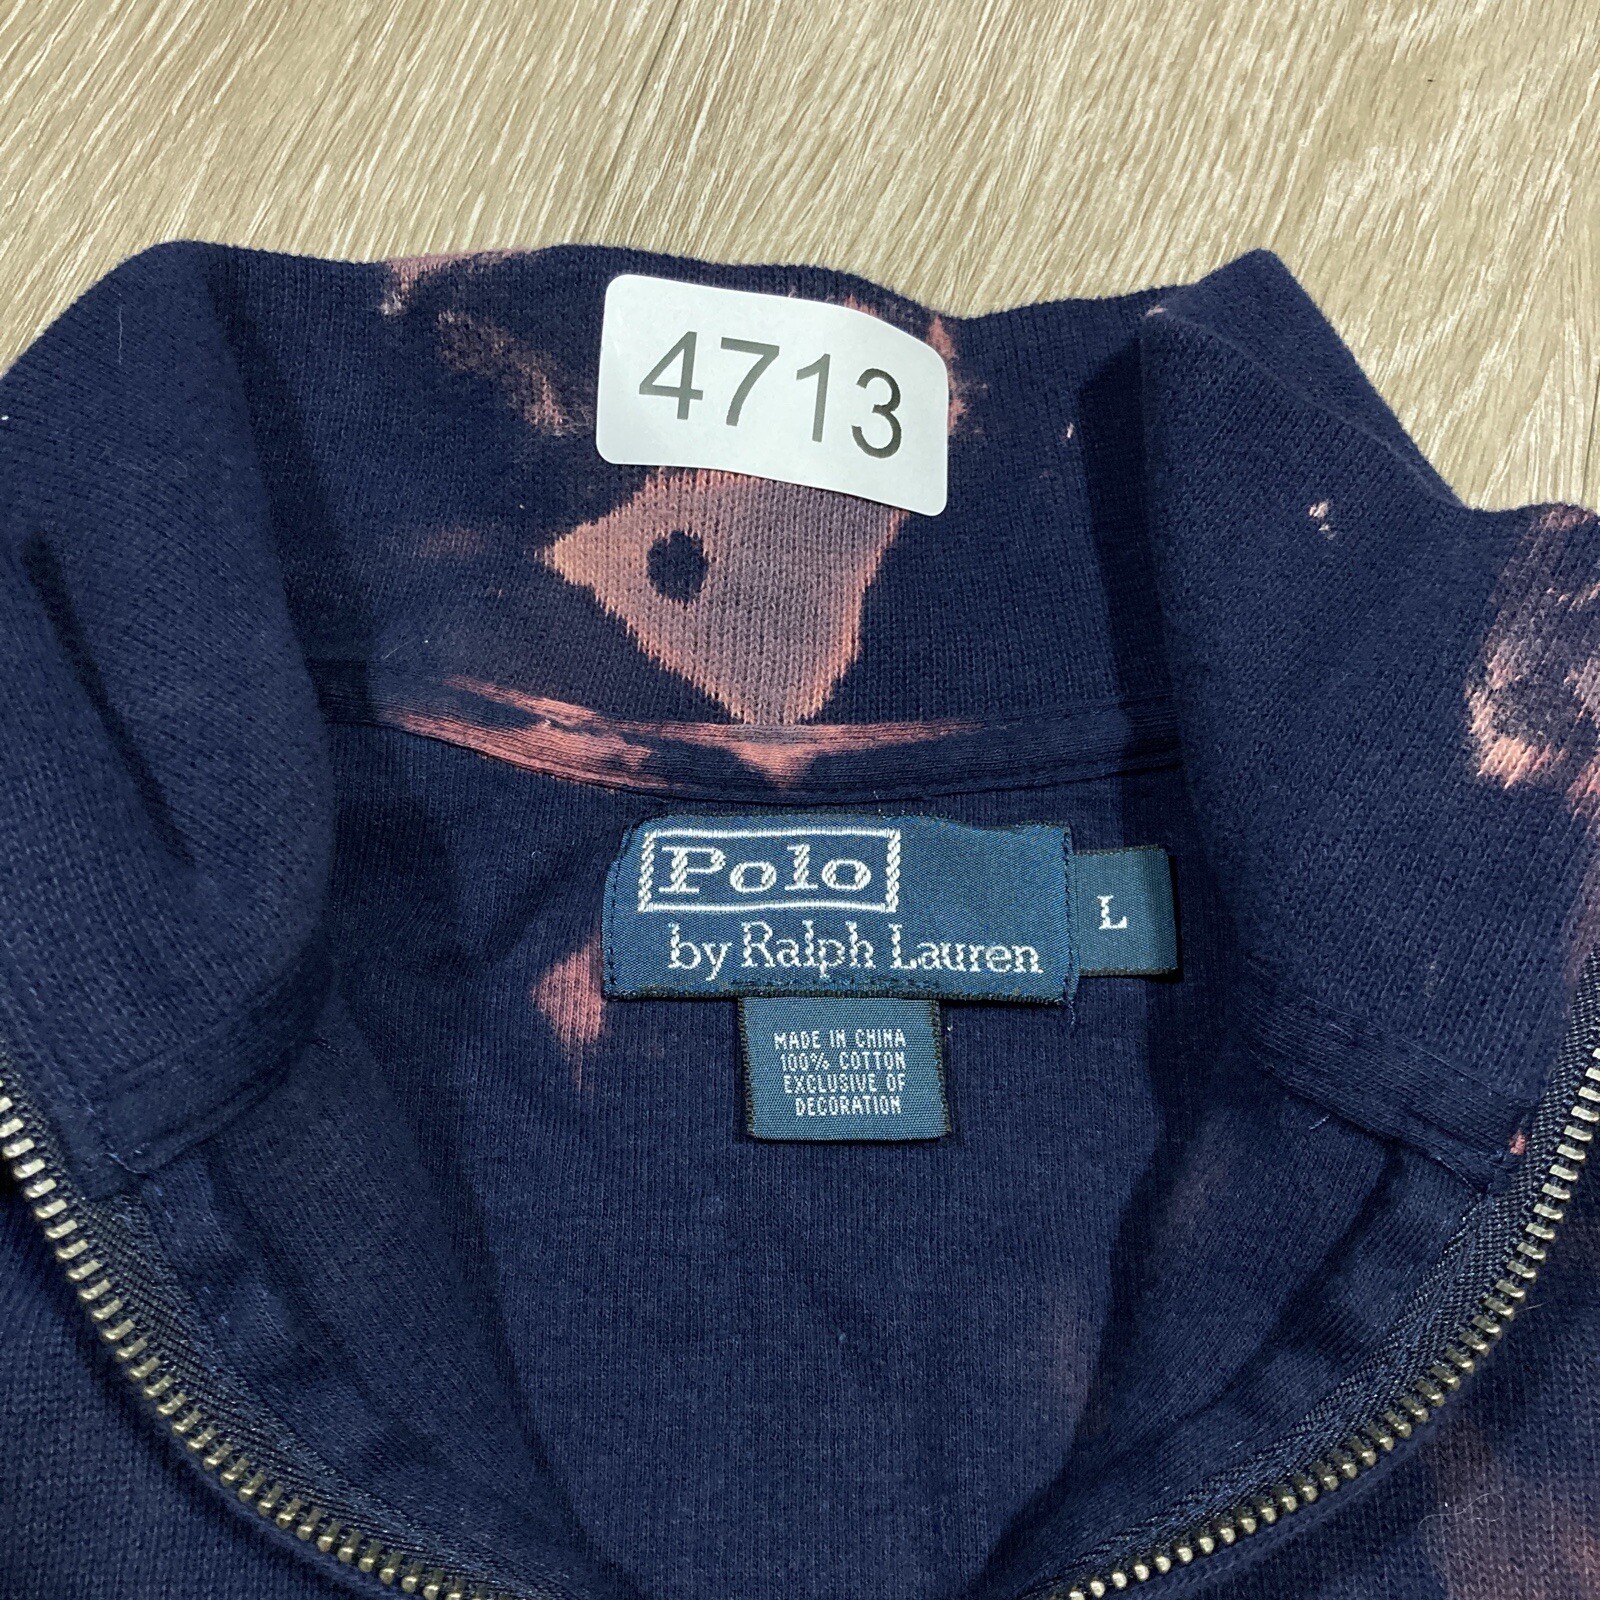 4713
Polo
by Ralph Lauren
L
MADE IN CHINA
100% COTTON
EXCLUSIVE OF
DECORATION